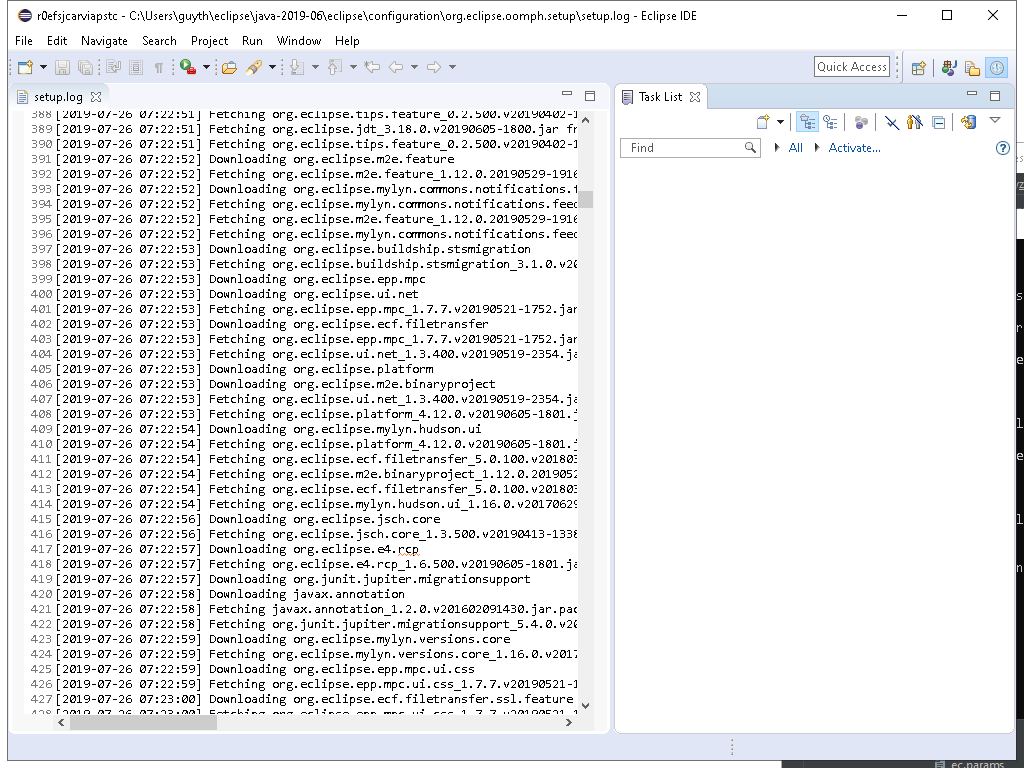 r0efsjcarviapstc - C:\Users\guyth\eclipse\java-2019-06\eclipse\configuration\org.eclipse.oomph.setup\setup.log - Eclipse IDE
File Edit Navigate Search Project Run Window Help
Quick Access
setup.log
388 [2019-07-26 07:22:51] Fetching org.eclipse.tips.feature_0.2.500.v20190402-1
389 [2019-07-26 07:22:51] Fetching org.eclipse.jdt_3.18.0.v20190605-1800.jar fr
390 [2019-07-26 07:22:51] Fetching org.eclipse.tips.feature_0.2.500.v20190402-1
391 [2019-07-26 07:22:52] Downloading org.eclipse.m2e.feature
392 [2019-07-26 07:22:52] Fetching org.eclipse.m2e.feature_1.12.0.20190529-1916
393 [2019-07-26 07:22:52] Downloading org.eclipse.mylyn.commons.notifications.f
394 [2019-07-26 07:22:52] Fetching org.eclipse.mylyn.commons.notifications.feed
395 [2019-07-26 07:22:52] Fetching org.eclipse.m2e.feature_1.12.0.20190529-1916
396 [2019-07-26 07:22:52] Fetching org.eclipse.mylyn.commons.notifications.feed
397 [2019-07-26 07:22:53] Downloading org.eclipse.buildship.stsmigration
398 [2019-07-26 07:22:53] Fetching org.eclipse.buildship.stsmigration_3.1.0.v20
399 [2019-07-26 07:22:53] Downloading org.eclipse.epp.mpc
400 [2019-07-26 07:22:53] Downloading org.eclipse.ui.net
401 [2019-07-26 07:22:53] Fetching org.eclipse.epp.mpc_1.7.7.v20190521-1752.jar
402 [2019-07-26 07:22:53] Downloading org.eclipse.ecf.filetransfer
403 [2019-07-26 07:22:53] Fetching org.eclipse.epp.mpc_1.7.7.v20190521-1752.jar
404 [2019-07-26 07:22:53] Fetching org.eclipse.ui.net_1.3.400.v20190519-2354.ja
405 [2019-07-26 07:22:53] Downloading org.eclipse.platform
406 [2019-07-26 07:22:53] Downloading org.eclipse.m2e.binaryproject
407 [2019-07-26 07:22:53] Fetching org.eclipse.ui.net_1.3.400.v20190519-2354.ja
408 [2019-07-26 07:22:53] Fetching org.eclipse.platform_4.12.0.v20190605-1801.j
409 [2019-07-26 07:22:54] Downloading org.eclipse.mylyn.hudson.ui
410 [2019-07-26 07:22:54] Fetching org.eclipse.platform_4.12.0.v20190605-1801.j
411 [2019-07-26 07:22:54] Fetching org.eclipse.ecf.filetransfer_5.0.100.v201803
412 [2019-07-26 07:22:54] Fetching org.eclipse.m2e.binaryproject_1.12.0.2019052
413 [2019-07-26 07:22:54] Fetching org.eclipse.ecf.filetransfer_5.0.100.v201803
414 [2019-07-26 07:22:54] Fetching org.eclipse.mylyn.hudson.ui_1.16.0.v20170629
415 [2019-07-26 07:22:56] Downloading org.eclipse.jsch.core
416 [2019-07-26 07:22:56] Fetching org.eclipse.jsch.core_1.3.500.v20190413-1338
417 [2019-07-26 07:22:57] Downloading org.eclipse.e4.rcp
418 [2019-07-26 07:22:57] Fetching org.eclipse.e4.rcp_1.6.500.v20190605-1801.ja
419 [2019-07-26 07:22:57] Downloading org.junit.jupiter.migrationsupport
420 [2019-07-26 07:22:58] Downloading javax.annotation
421 [2019-07-26 07:22:58] Fetching javax.annotation_1.2.0.v201602091430.jar.pac
422 [2019-07-26 07:22:58] Fetching org.junit.jupiter.migrationsupport_5.4.0.v20
423 [2019-07-26 07:22:59] Downloading org.eclipse.mylyn.versions.core
424 [2019-07-26 07:22:59] Fetching org.eclipse.mylyn.versions.core_1.16.0.v2017
425 [2019-07-26 07:22:59] Downloading org.eclipse.epp.mpc.ui.css
426 [2019-07-26 07:22:59] Fetching org.eclipse.epp.mpc.ui.css_1.7.7.v20190521-1
427 [2019-07-26 07:23:00] Downloading org.eclipse.ecf.filetransfer.ssl.feature
428 [2019-07-26 07:23:00] Fetching org.eclipse.epp.mpc.ui.css_1.7.7.v20190521-1
Task List
Find All Activate...
ec.params